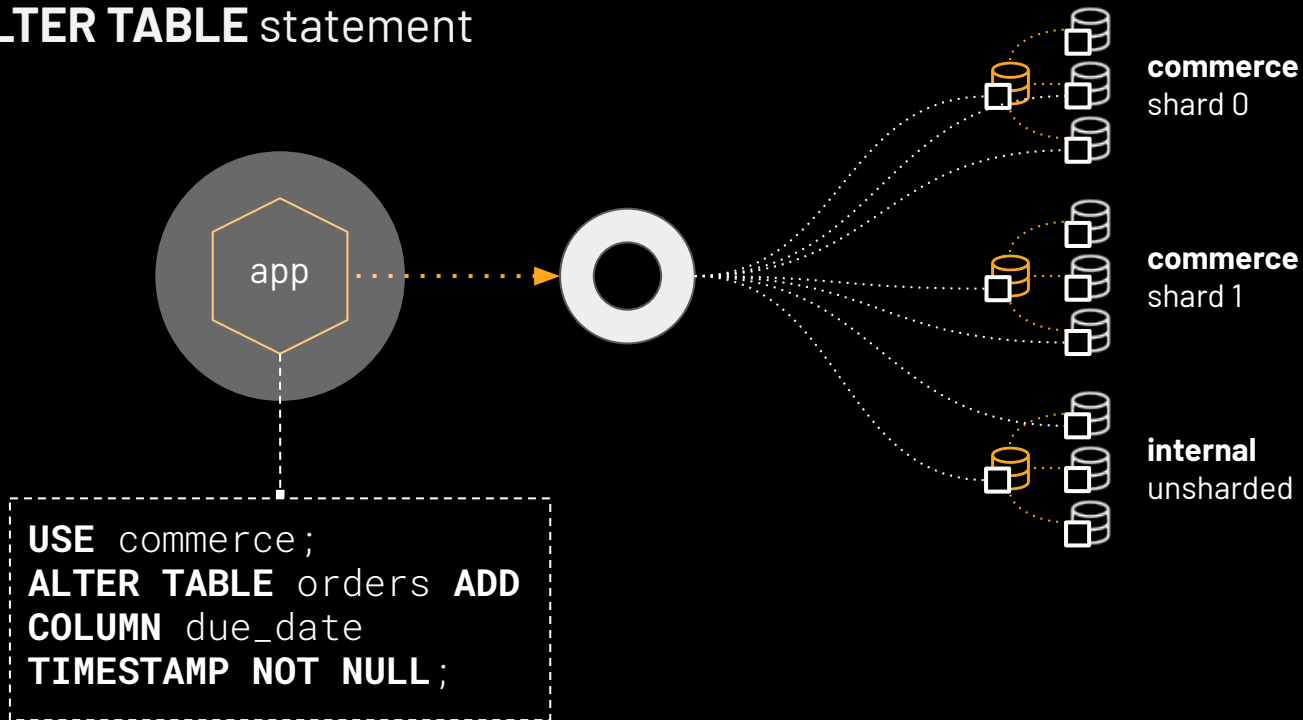 LTER TABLE statement
commerce
shard 0
app
commerce
shard 1
internal
unsharded
USE commerce;
ALTER TABLE orders ADD
COLUMN due_date
TIMESTAMP NOT NULL;